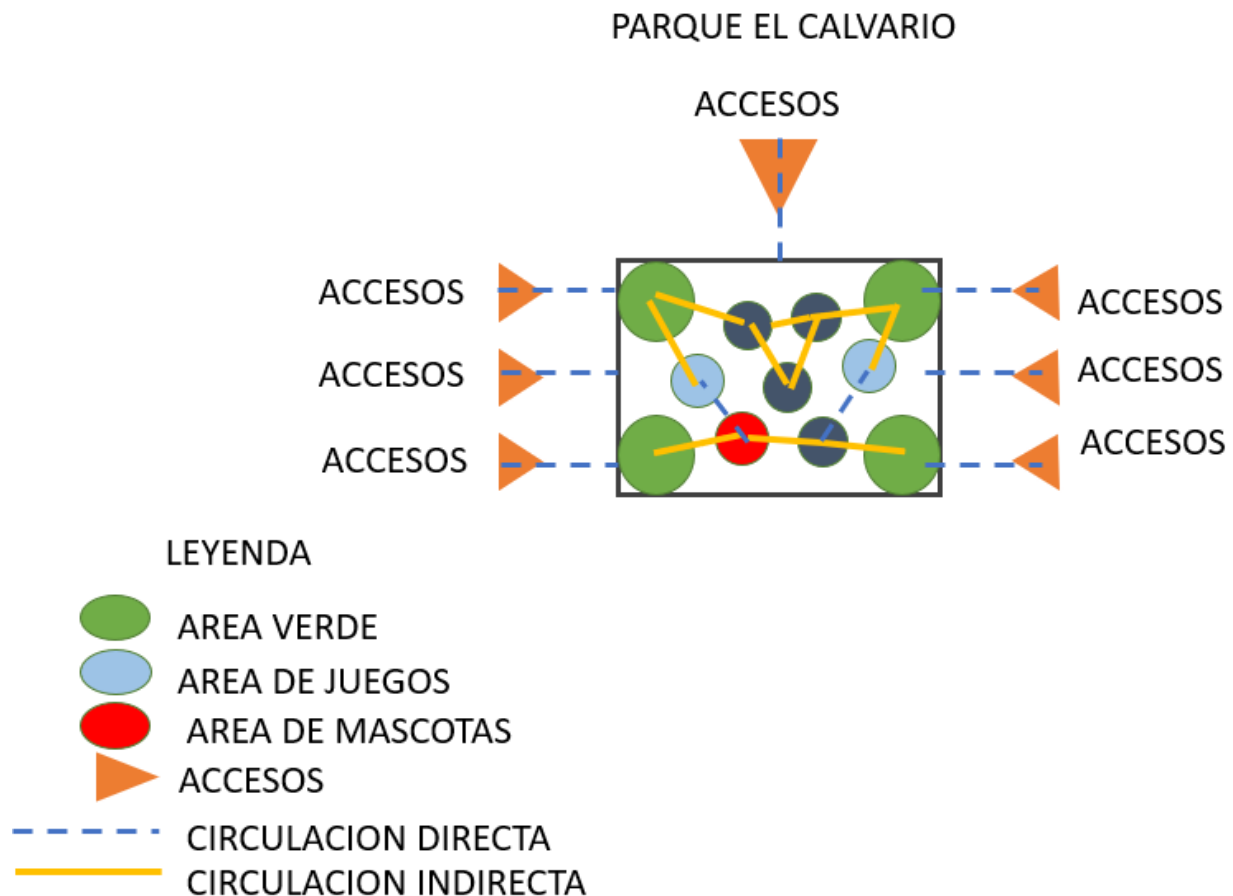 PARQUE EL CALVARIO
ACCESOS
ACCESOS
ACCESOS
ACCESOS
ACCESOS
ACCESOS
ACCESOS
LEYENDA
AREA VERDE
AREA DE JUEGOS
AREA DE MASCOTAS
ACCESOS
CIRCULACION DIRECTA
CIRCULACION INDIRECTA